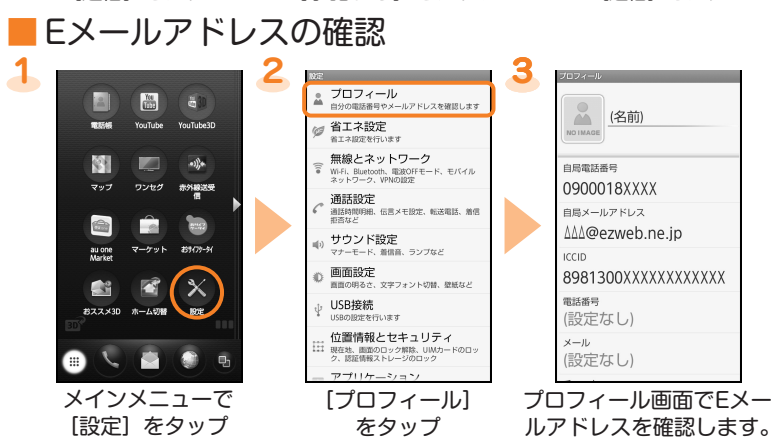 ■Eメールアドレスの確認
1
電話帳
YouTube
YouTube3D
マップ
ワンセグ
赤外線送受
信
au one
Market
マーケット
おサイフケータイ
おススメ3D
ホーム切替
設定
3D
メインメニューで
[設定] をタップ
2
設定
プロフィール
自分の電話番号やメールアドレスを確認します
省エネ設定
省エネ設定を行います
無線とネットワーク
Wi-Fi、Bluetooth、電波OFFモード、モバイル
ネットワーク、VPNの設定
通話設定
通話時間明細、伝言メモ設定、転送電話、着信
拒否など
サウンド設定
マナーモード、着信音、ランプなど
画面設定
画面の明るさ、文字フォント切替、壁紙など
USB接続
USBの設定を行います
位置情報とセキュリティ
現在地、画面のロック解除、UIMカードのロッ
ク、認証情報ストレージのロック
アプリケーション
[プロフィール]
をタップ
3
プロフィール
NO IMAGE
(名前)
自局電話番号
0900018XXXX
自局メールアドレス
△△△@ezweb.ne.jp
ICCID
8981300XXXXXXXXXXXX
電話番号
(設定なし)
メール
(設定なし)
プロフィール画面でEメー
ルアドレスを確認します。